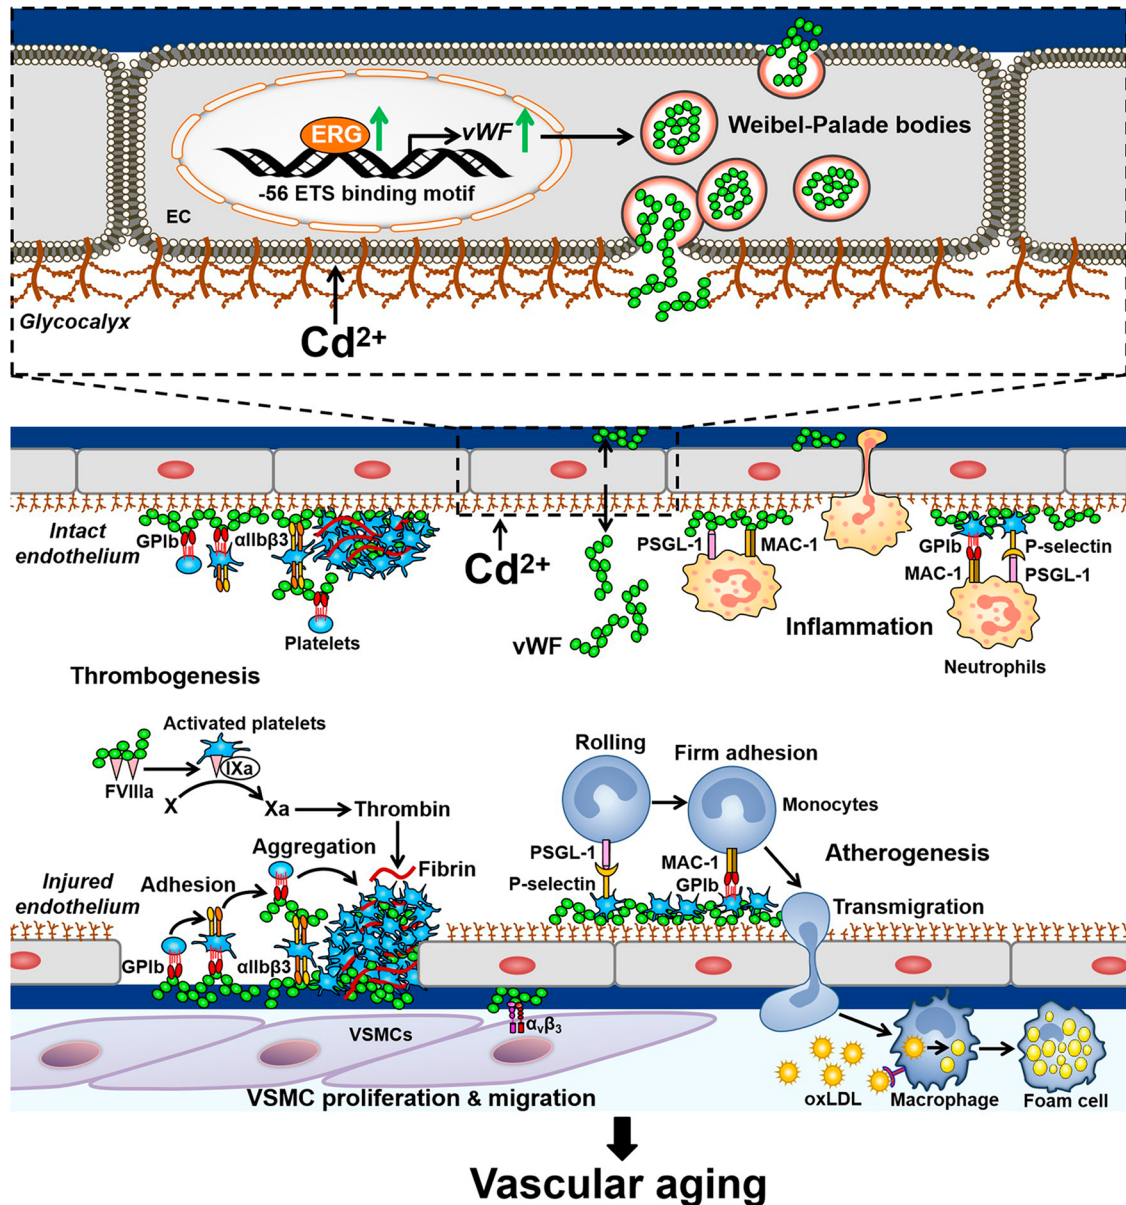 ERG
vWF
Weibel-Palade bodies
-56 ETS binding motif
EC
Glycocalyx
Cd²⁺
Intact
endothelium
GPIb
αIIbβ3
Platelets
Cd²⁺
vWF
PSGL-1
MAC-1
GPIb
P-selectin
MAC-1
PSGL-1
Inflammation
Neutrophils
Thrombogenesis
Activated platelets
FVIIIa
IXa
X
Xa
Thrombin
Aggregation
Fibrin
Adhesion
Injured
endothelium
GPIb
αIIbβ3
Rolling
Firm adhesion
Monocytes
PSGL-1
P-selectin
MAC-1
GPIb
Atherogenesis
Transmigration
VSMCs
αᵥβ₃
VSMC proliferation & migration
oxLDL
Macrophage
Foam cell
Vascular aging